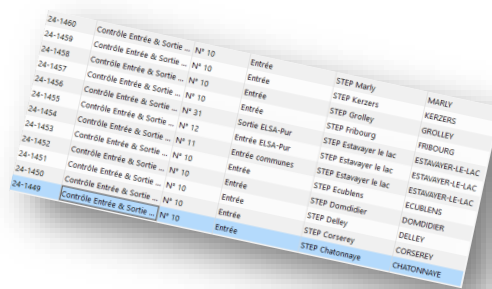 24-1460 Contrôle Entrée & Sortie ... N° 10 Entrée STEP Marly MARLY
24-1459 Contrôle Entrée & Sortie ... N° 10 Entrée STEP Kerzers KERZERS
24-1458 Contrôle Entrée & Sortie ... N° 10 Entrée STEP Grolley GROLLEY
24-1457 Contrôle Entrée & Sortie ... N° 10 Entrée STEP Fribourg FRIBOURG
24-1456 Contrôle Entrée & Sortie ... N° 31 Sortie ELSA-Pur STEP Estavayer le lac ESTAVAYER-LE-LAC
24-1455 Contrôle Entrée & Sortie ... N° 12 Entrée ELSA-Pur STEP Estavayer le lac ESTAVAYER-LE-LAC
24-1454 Contrôle Entrée & Sortie ... N° 11 Entrée communes STEP Estavayer le lac ESTAVAYER-LE-LAC
24-1453 Contrôle Entrée & Sortie ... N° 10 Entrée STEP Ecublens ECUBLENS
24-1452 Contrôle Entrée & Sortie ... N° 10 Entrée STEP Domdidier DOMDIDIER
24-1451 Contrôle Entrée & Sortie ... N° 10 Entrée STEP Delley DELLEY
24-1450 Contrôle Entrée & Sortie ... N° 10 Entrée STEP Corserey CORSEREY
24-1449 Contrôle Entrée & Sortie ... N° 10 Entrée STEP Chatonnaye CHATONNAYE